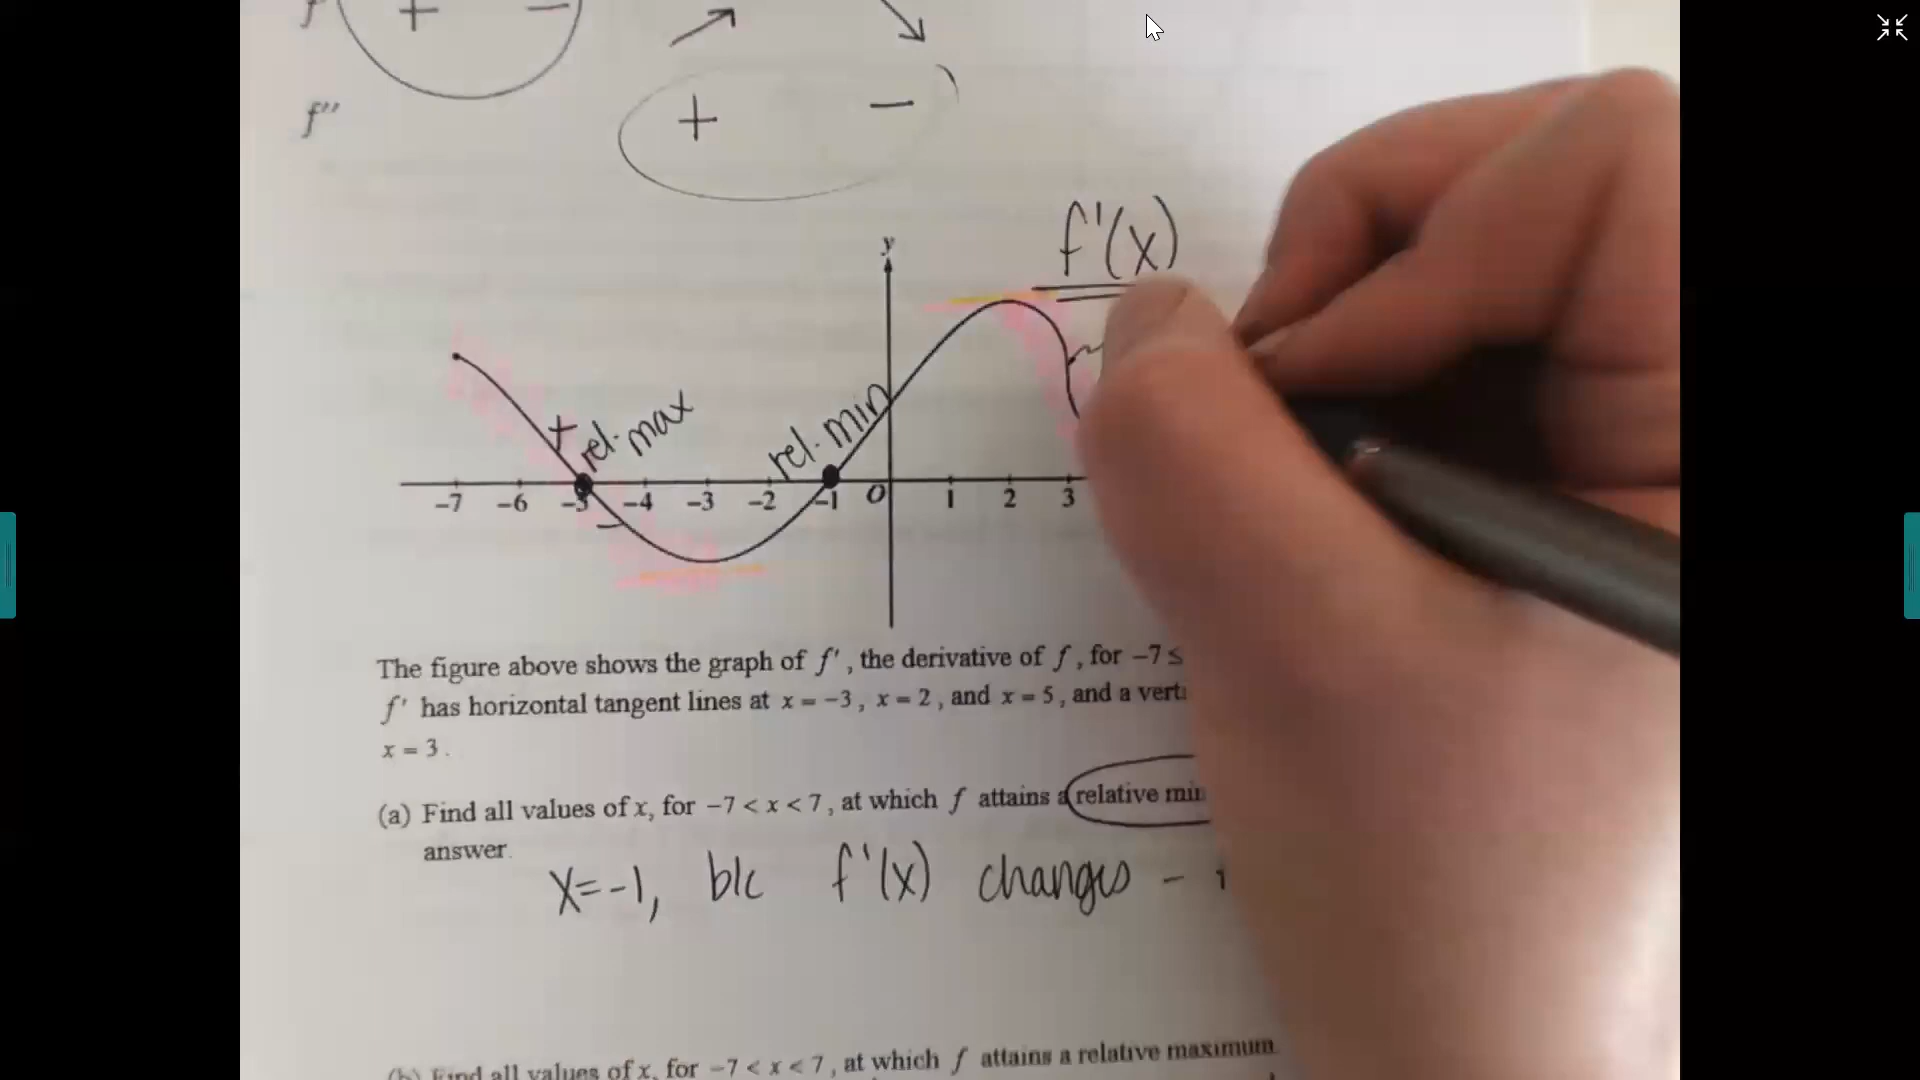 f'
+ −
f''
+ −
f'(x)
y
+
rel. max
rel. min
-7 -6 -5 -4 -3 -2 -1 O 1 2 3
−
The figure above shows the graph of f', the derivative of f, for −7 ≤
f' has horizontal tangent lines at x = −3, x = 2, and x = 5, and a
x = 3.
(a) Find all values of x, for −7 < x < 7, at which f attains a relative
answer.
X=-1, b/c f'(x) changes -
(b) Find all values of x, for −7 < x < 7, at which f attains a relative maximum.